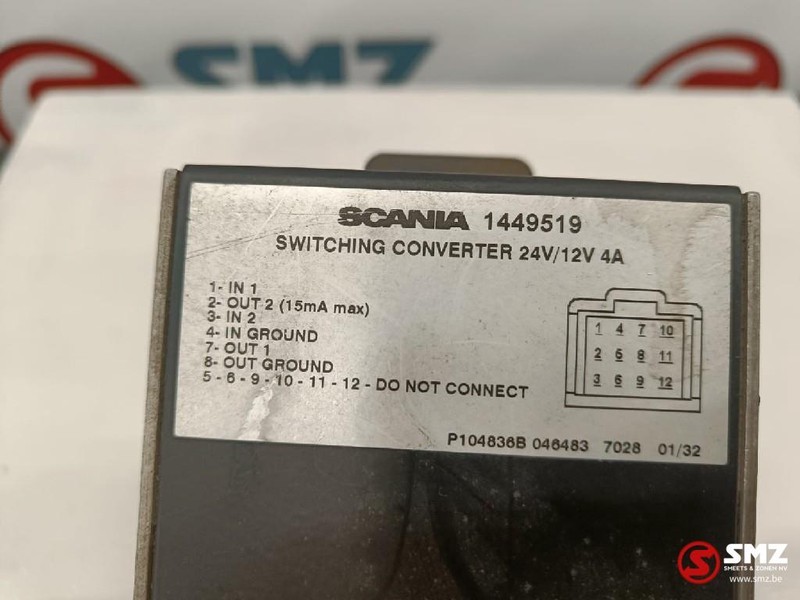 SMZ
SCANIA 1449519
SWITCHING CONVERTER 24V/12V 4A
1- IN 1
2- OUT 2 (15mA max)
3- IN 2
4- IN GROUND
7- OUT 1
8- OUT GROUND
5 - 6 - 9 - 10 - 11 - 12 - DO NOT CONNECT
1 4 7 10
2 5 8 11
3 6 9 12
P104836B 046483 7028 01/32
SMZ
SMEETS & ZONEN NV
www.smz.be